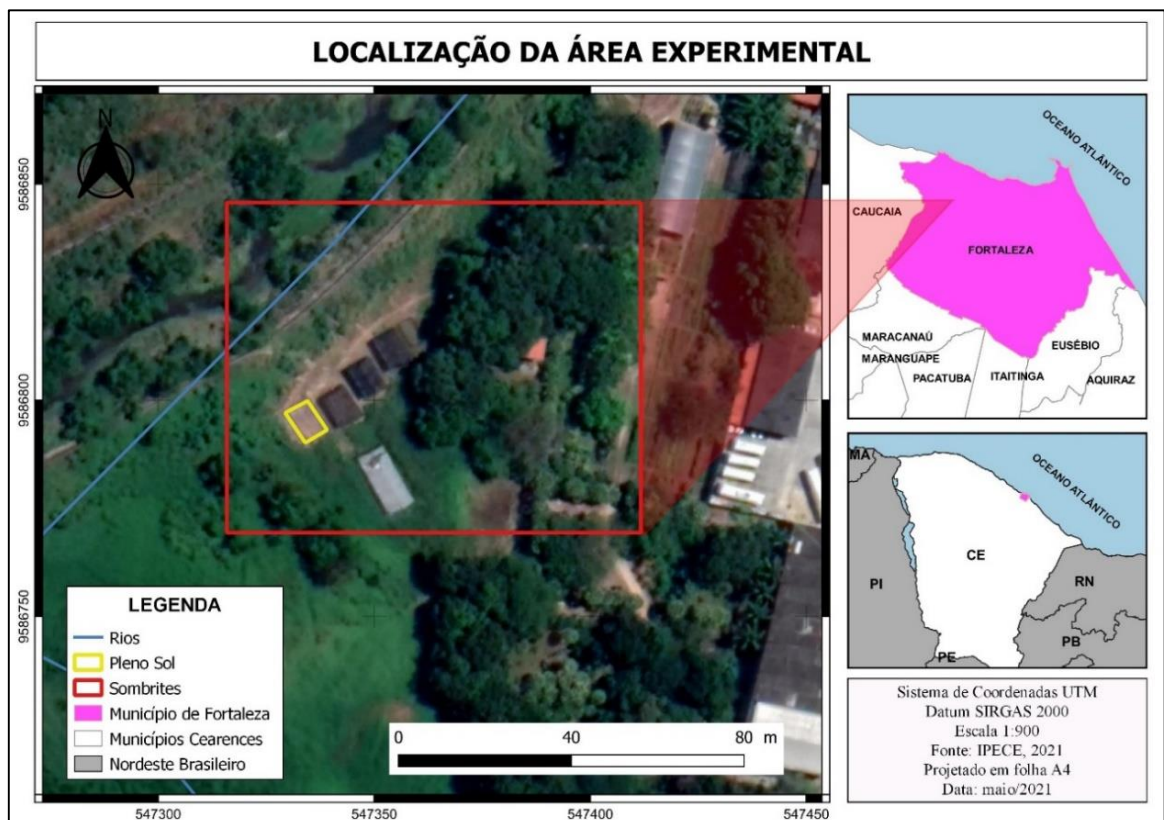 LOCALIZAÇÃO DA ÁREA EXPERIMENTAL
N
9586850
9586800
9586750
547300
547350
547400
547450
LEGENDA
Rios
Pleno Sol
Sombrites
Município de Fortaleza
Municípios Cearences
Nordeste Brasileiro
0 40 80 m
OCEANO ATLÂNTICO
CAUCAIA
FORTALEZA
MARACANAÚ
MARANGUAPE
PACATUBA
ITAITINGA
EUSÉBIO
AQUIRAZ
MA
OCEANO ATLÂNTICO
CE
PI
RN
PB
PE
Sistema de Coordenadas UTM
Datum SIRGAS 2000
Escala 1:900
Fonte: IPECE, 2021
Projetado em folha A4
Data: maio/2021